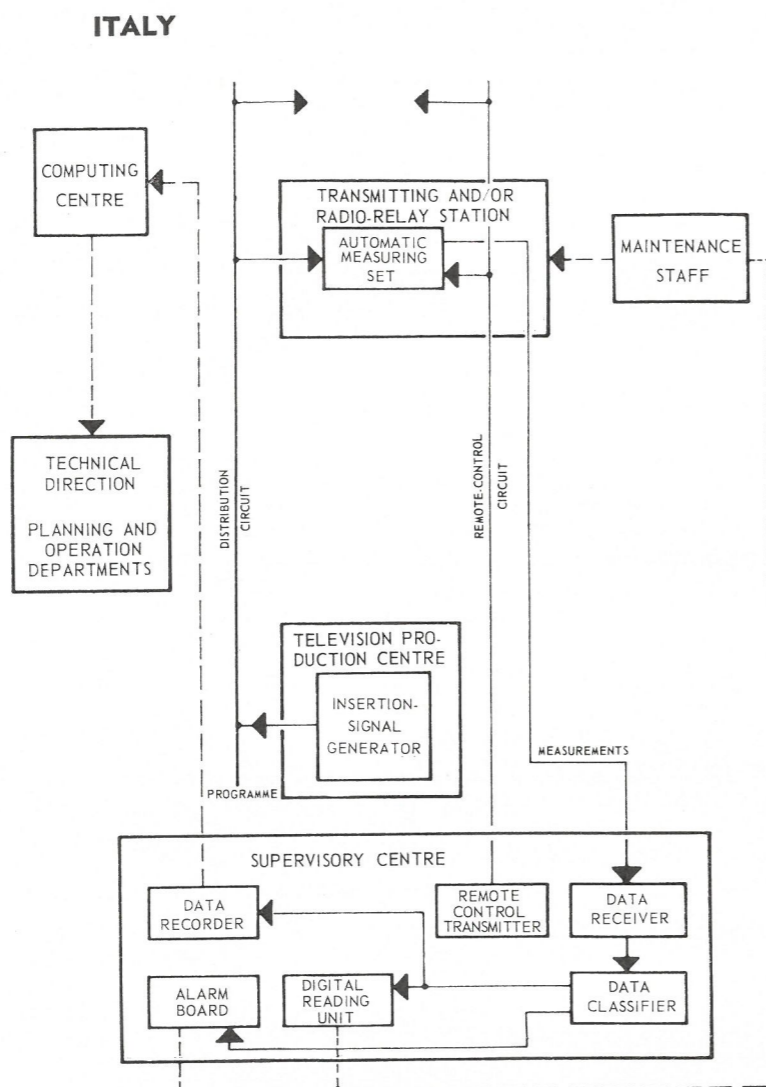 ITALY
COMPUTING
CENTRE
TRANSMITTING AND/OR
RADIO-RELAY STATION
AUTOMATIC
MEASURING
SET
MAINTENANCE
STAFF
TECHNICAL
DIRECTION
PLANNING AND
OPERATION
DEPARTMENTS
DISTRIBUTION
CIRCUIT
REMOTE-CONTROL
CIRCUIT
TELEVISION PRO-
DUCTION CENTRE
INSERTION-
SIGNAL
GENERATOR
PROGRAMME
MEASUREMENTS
SUPERVISORY CENTRE
DATA
RECORDER
REMOTE
CONTROL
TRANSMITTER
DATA
RECEIVER
ALARM
BOARD
DIGITAL
READING
UNIT
DATA
CLASSIFIER